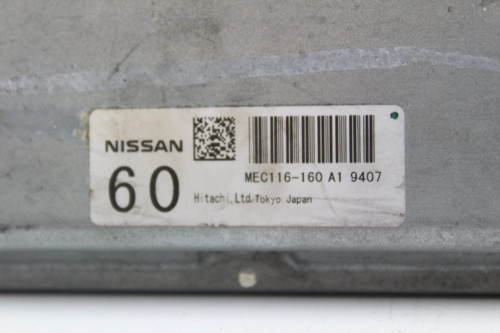 NISSAN
60
MEC116-160 A1 9407
Hitachi,Ltd.Tokyo Japan